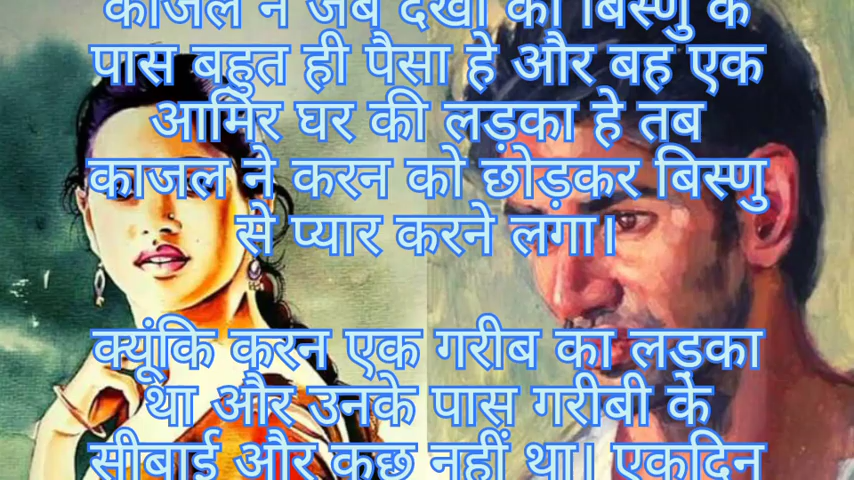 काजल ने जब देखा की बिस्णु के
पास बहुत ही पैसा हे और बह एक
आमिर घर की लड़का हे तब
काजल ने करन को छोड़कर बिस्णु
से प्यार करने लगा।
क्यूंकि करन एक गरीब का लड़का
था और उनके पास गरीबी के
सीबाई और कुछ नहीं था। एकदिन